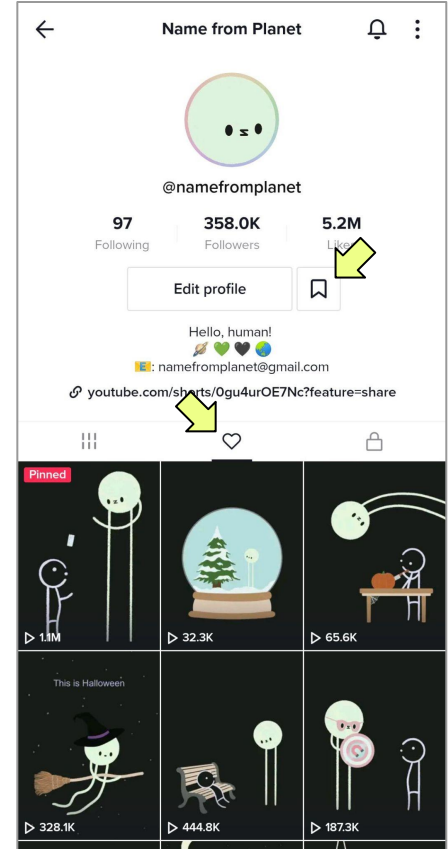 Name from Planet
@namefromplanet
97 358.0K 5.2M
Following Followers Likes
Edit profile
Hello, human!
E : namefromplanet@gmail.com
youtube.com/shorts/0gu4urOE7Nc?feature=share
Pinned
1.1M 32.3K 65.6K
This is Halloween
328.1K 444.8K 187.3K